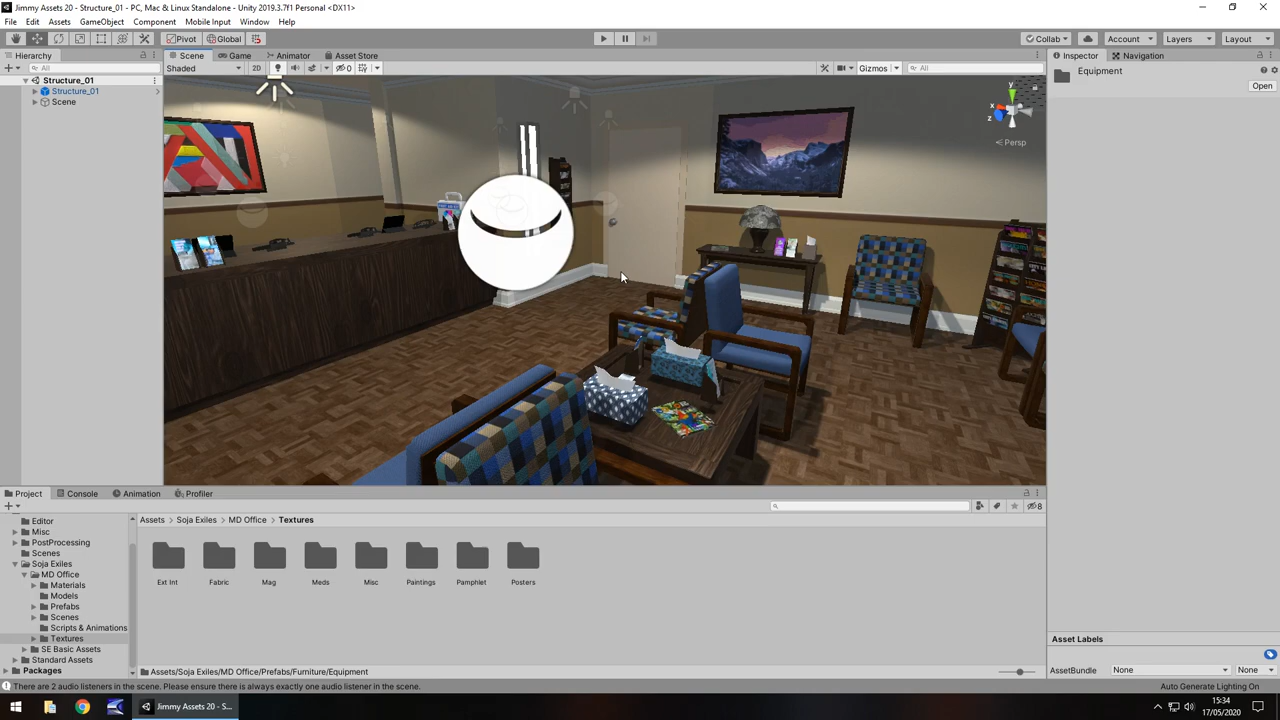 Jimmy Assets 20 - Structure_01 - PC, Mac & Linux Standalone - Unity 2019.3.7f1 Personal <DX11>
File Edit Assets GameObject Component Mobile Input Window Help
Pivot Global Collab Account Layers Layout
Hierarchy Scene Game Animator Asset Store Inspector Navigation
All Shaded 2D 0 Gizmos All Equipment
Structure_01 Open
Structure_01
Scene
y
x
z
Persp
Project Console Animation Profiler
8
Editor Assets > Soja Exiles > MD Office > Textures
Misc
PostProcessing
Scenes
Soja Exiles
MD Office
Materials Ext Int Fabric Mag Meds Misc Paintings Pamphlet Posters
Models
Prefabs
Scenes
Scripts & Animations
Textures Asset Labels
SE Basic Assets
Standard Assets
Packages Assets/Soja Exiles/MD Office/Prefabs/Furniture/Equipment AssetBundle None None
There are 2 audio listeners in the scene. Please ensure there is always exactly one audio listener in the scene. Auto Generate Lighting On
Jimmy Assets 20 - S... 15:34
17/05/2020